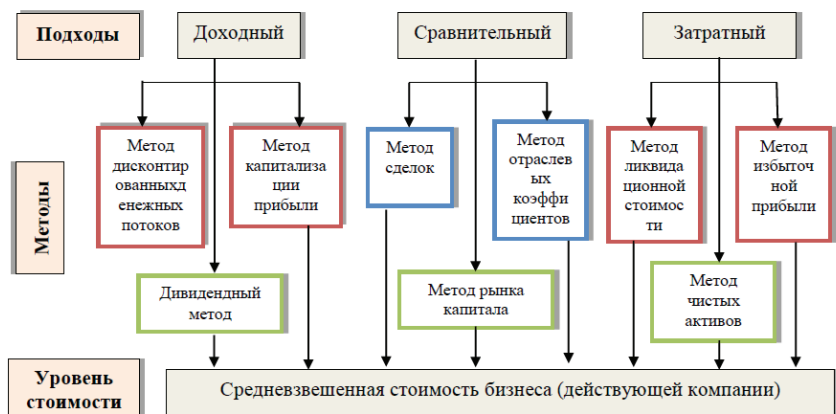 Подходы
Доходный
Сравнительный
Затратный
Методы
Метод
дисконтир
ованныхд
енежных
потоков
Метод
капитализа
ции
прибыли
Метод
сделок
Метод
отраслев
ых
коэффи
циентов
Метод
ликвида
ционной
стоимос
ти
Метод
избыточ
ной
прибыли
Дивидендный
метод
Метод рынка
капитала
Метод
чистых
активов
Уровень
стоимости
Средневзвешенная стоимость бизнеса (действующей компании)